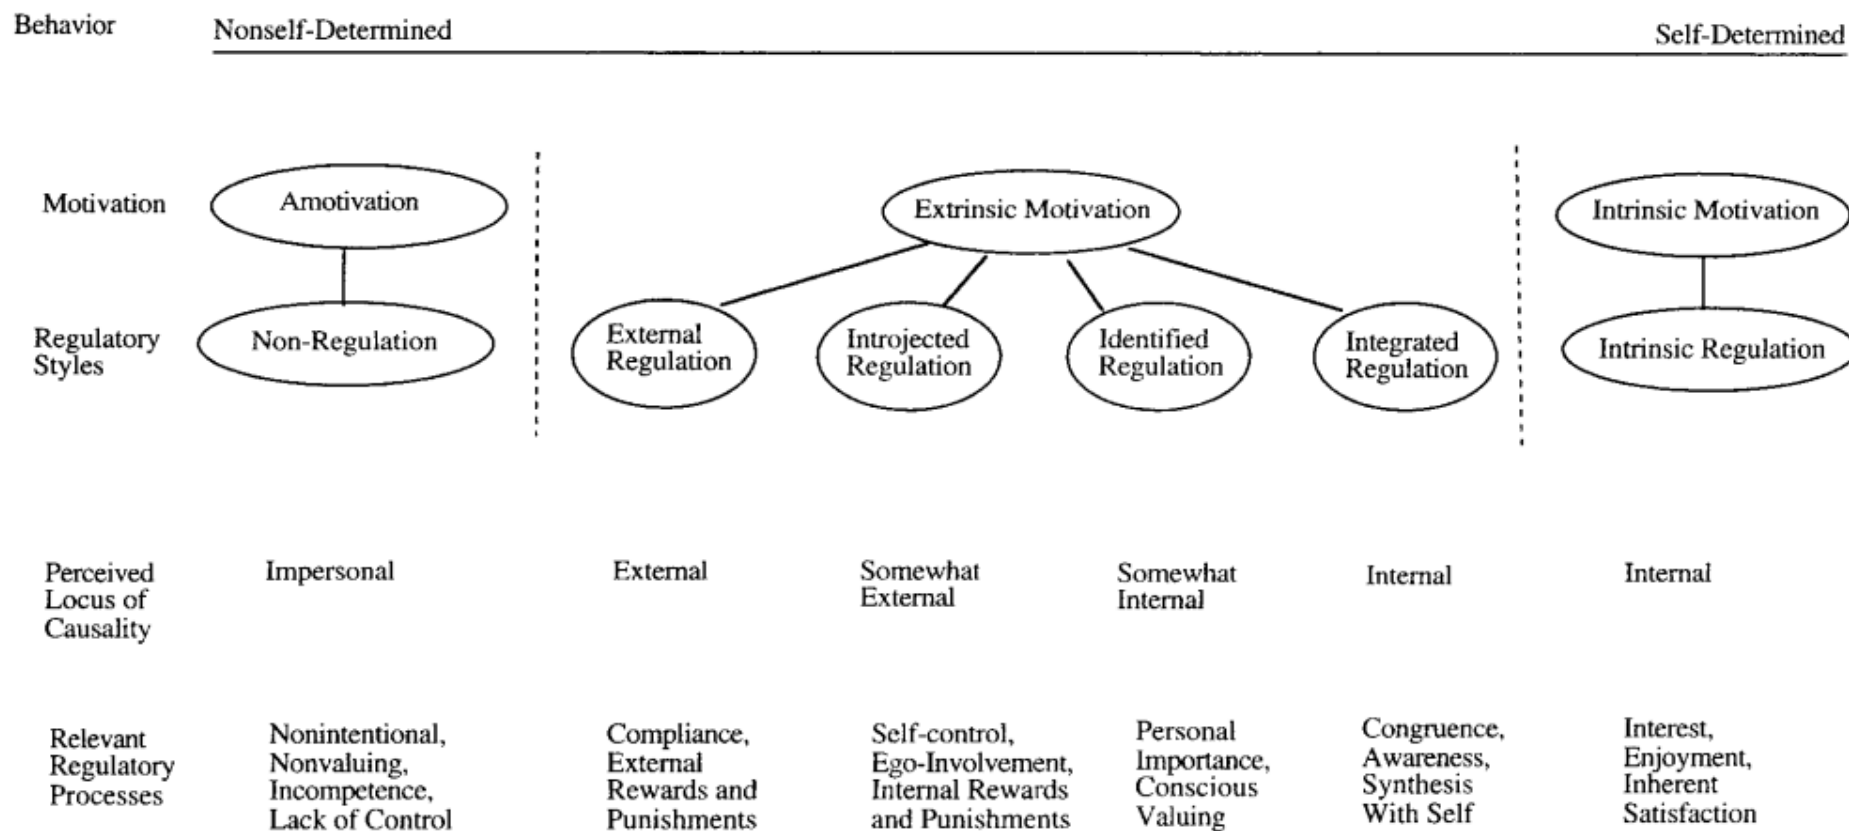 Behavior
Nonself-Determined
Self-Determined
Motivation
Amotivation
Extrinsic Motivation
Intrinsic Motivation
Regulatory
Styles
Non-Regulation
External
Regulation
Introjected
Regulation
Identified
Regulation
Integrated
Regulation
Intrinsic Regulation
Perceived
Locus of
Causality
Impersonal
External
Somewhat
External
Somewhat
Internal
Internal
Internal
Relevant
Regulatory
Processes
Nonintentional,
Nonvaluing,
Incompetence,
Lack of Control
Compliance,
External
Rewards and
Punishments
Self-control,
Ego-Involvement,
Internal Rewards
and Punishments
Personal
Importance,
Conscious
Valuing
Congruence,
Awareness,
Synthesis
With Self
Interest,
Enjoyment,
Inherent
Satisfaction